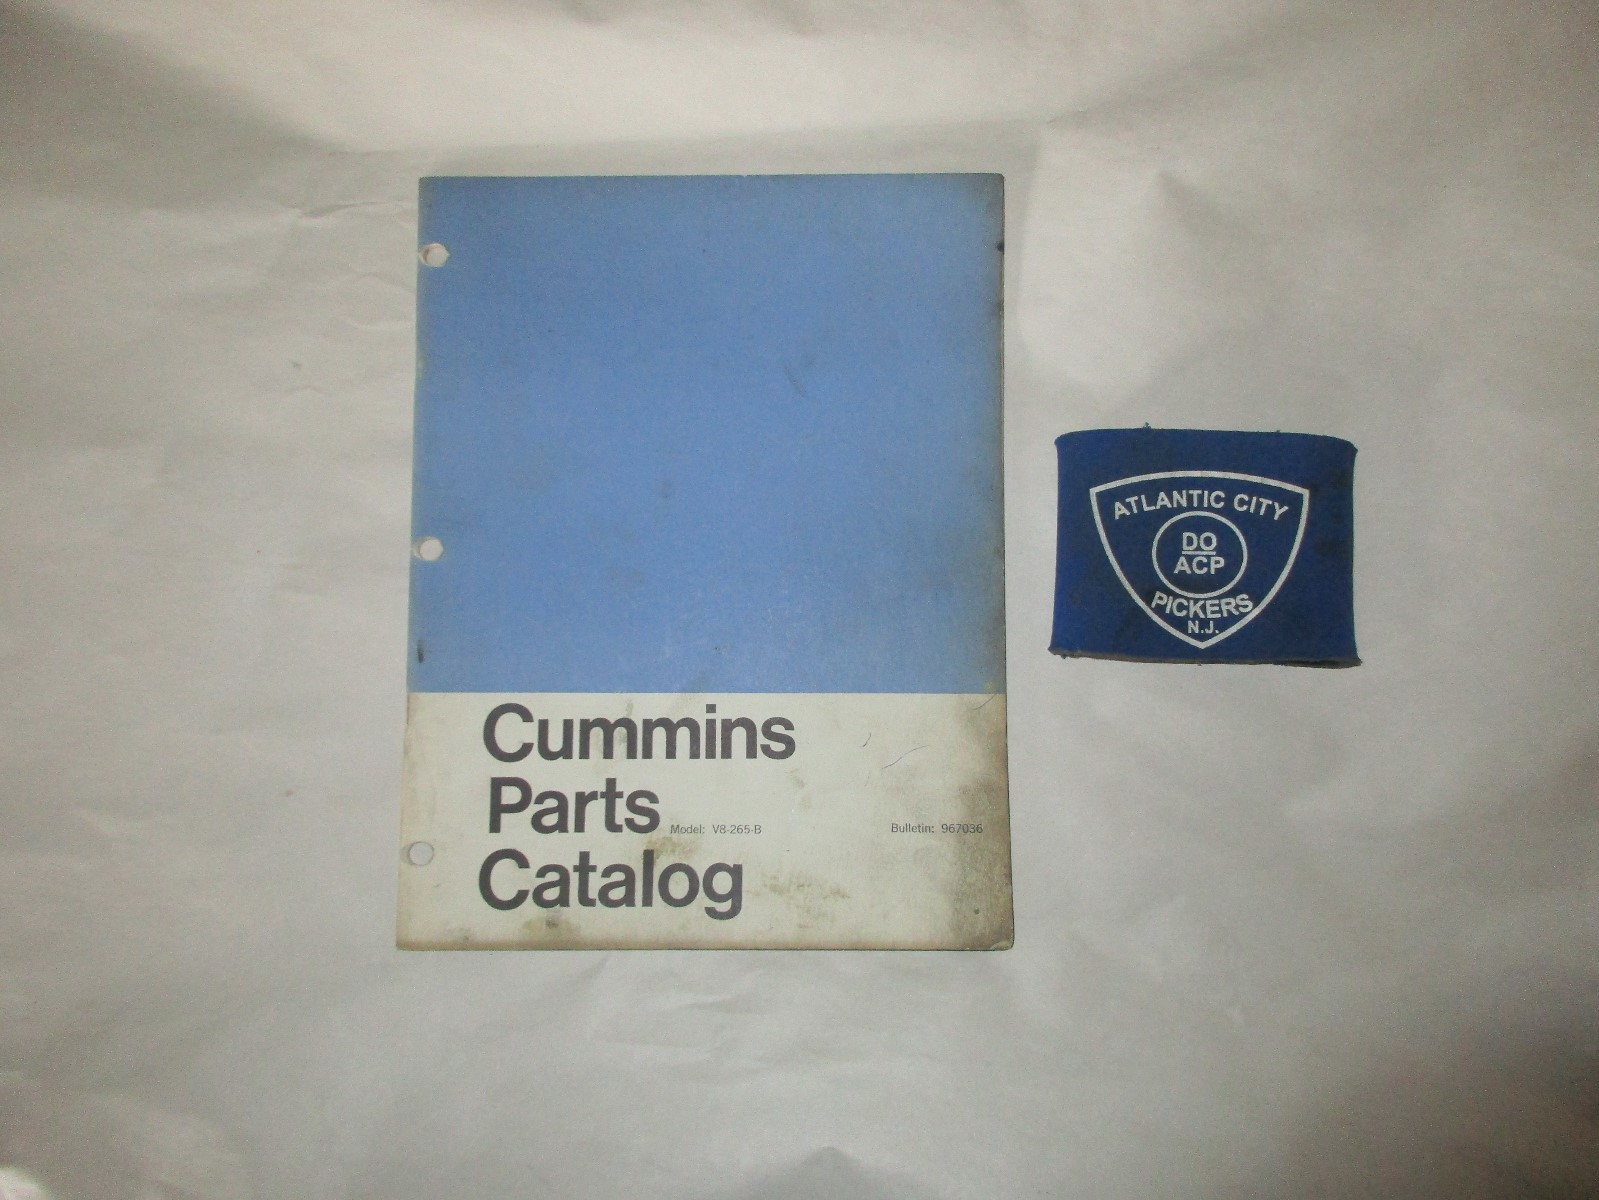 Cummins
Parts
Model: V8-265-B
Bulletin: 967036
Catalog
ATLANTIC CITY
DO
ACP
PICKERS
N.J.